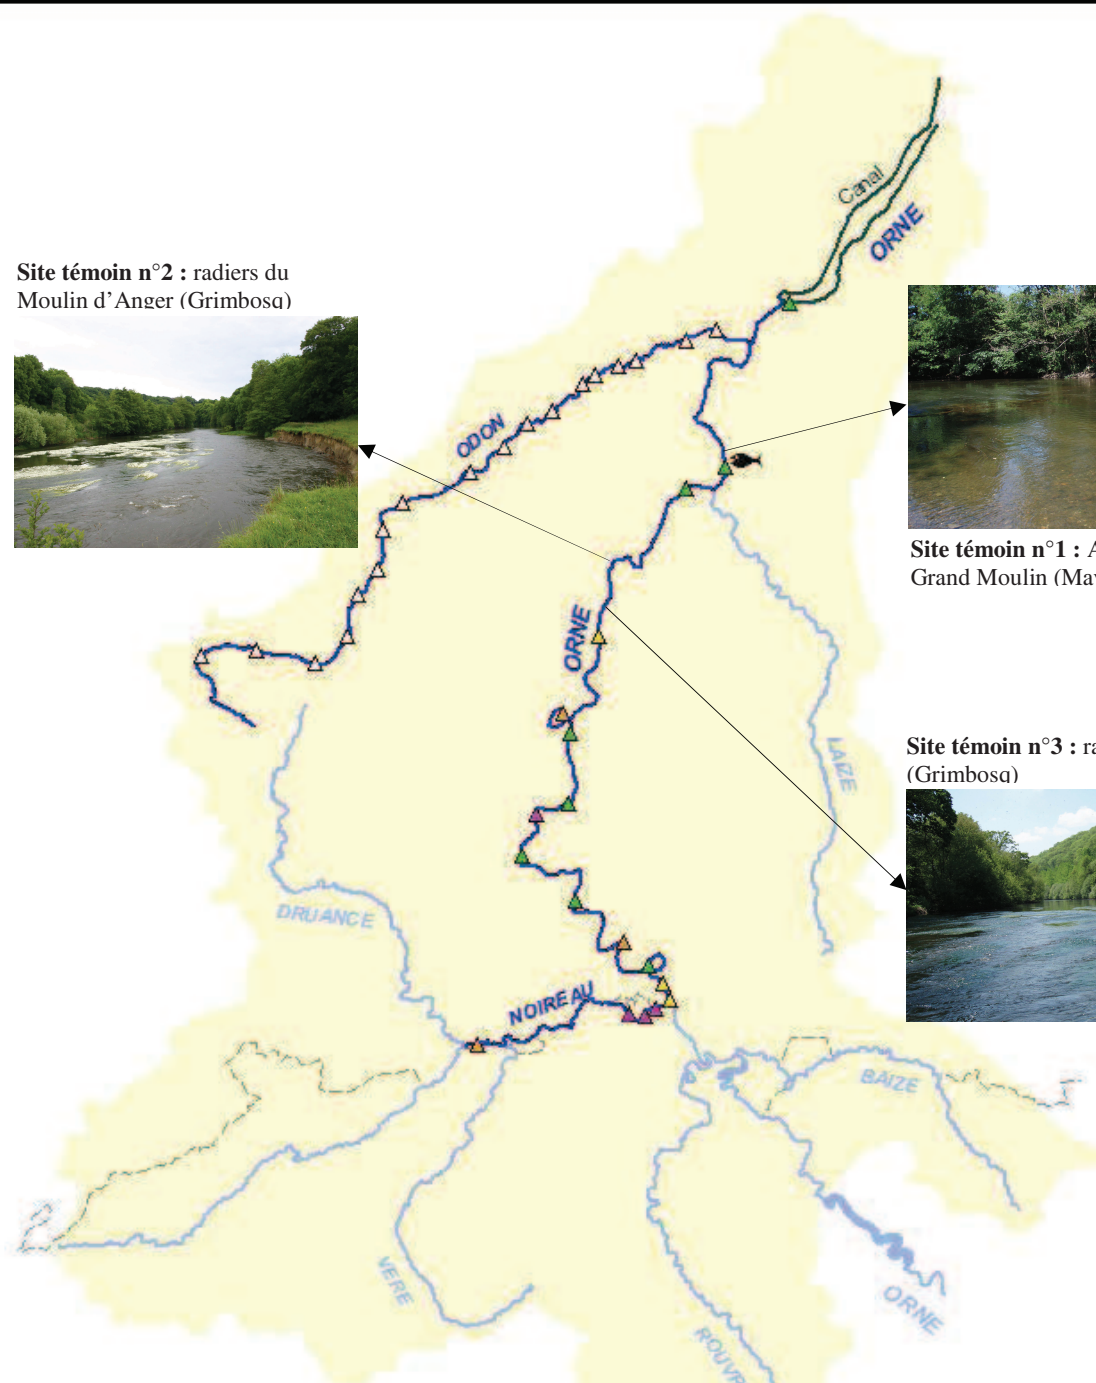 Canal
ORNE
Site témoin n°2 : radiers du
Moulin d'Anger (Grimbosq)
ODON
Site témoin n°1 :
Grand Moulin
ORNE
LAIZE
Site témoin n°3 :
(Grimbosq)
DRUANCE
NOIREAU
BAIZE
VERE
ORNE